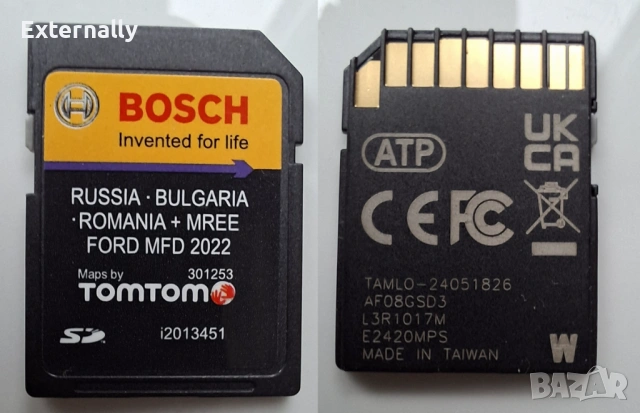 Externally
BOSCH
Invented for life
RUSSIA · BULGARIA
·ROMANIA + MREE
FORD MFD 2022
Maps by 301253
TOMTOM
SD
i2013451
ATP
UK
CA
CE FC
TAMLO-24051826
AF08GSD3
L3R1017M
E2420MPS
MADE IN TAIWAN
W
BAZAR